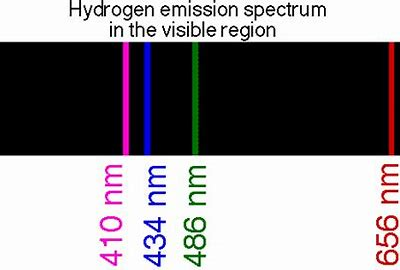 Hydrogen emission spectrum
in the visible region
410 nm
434 nm
486 nm
656 nm